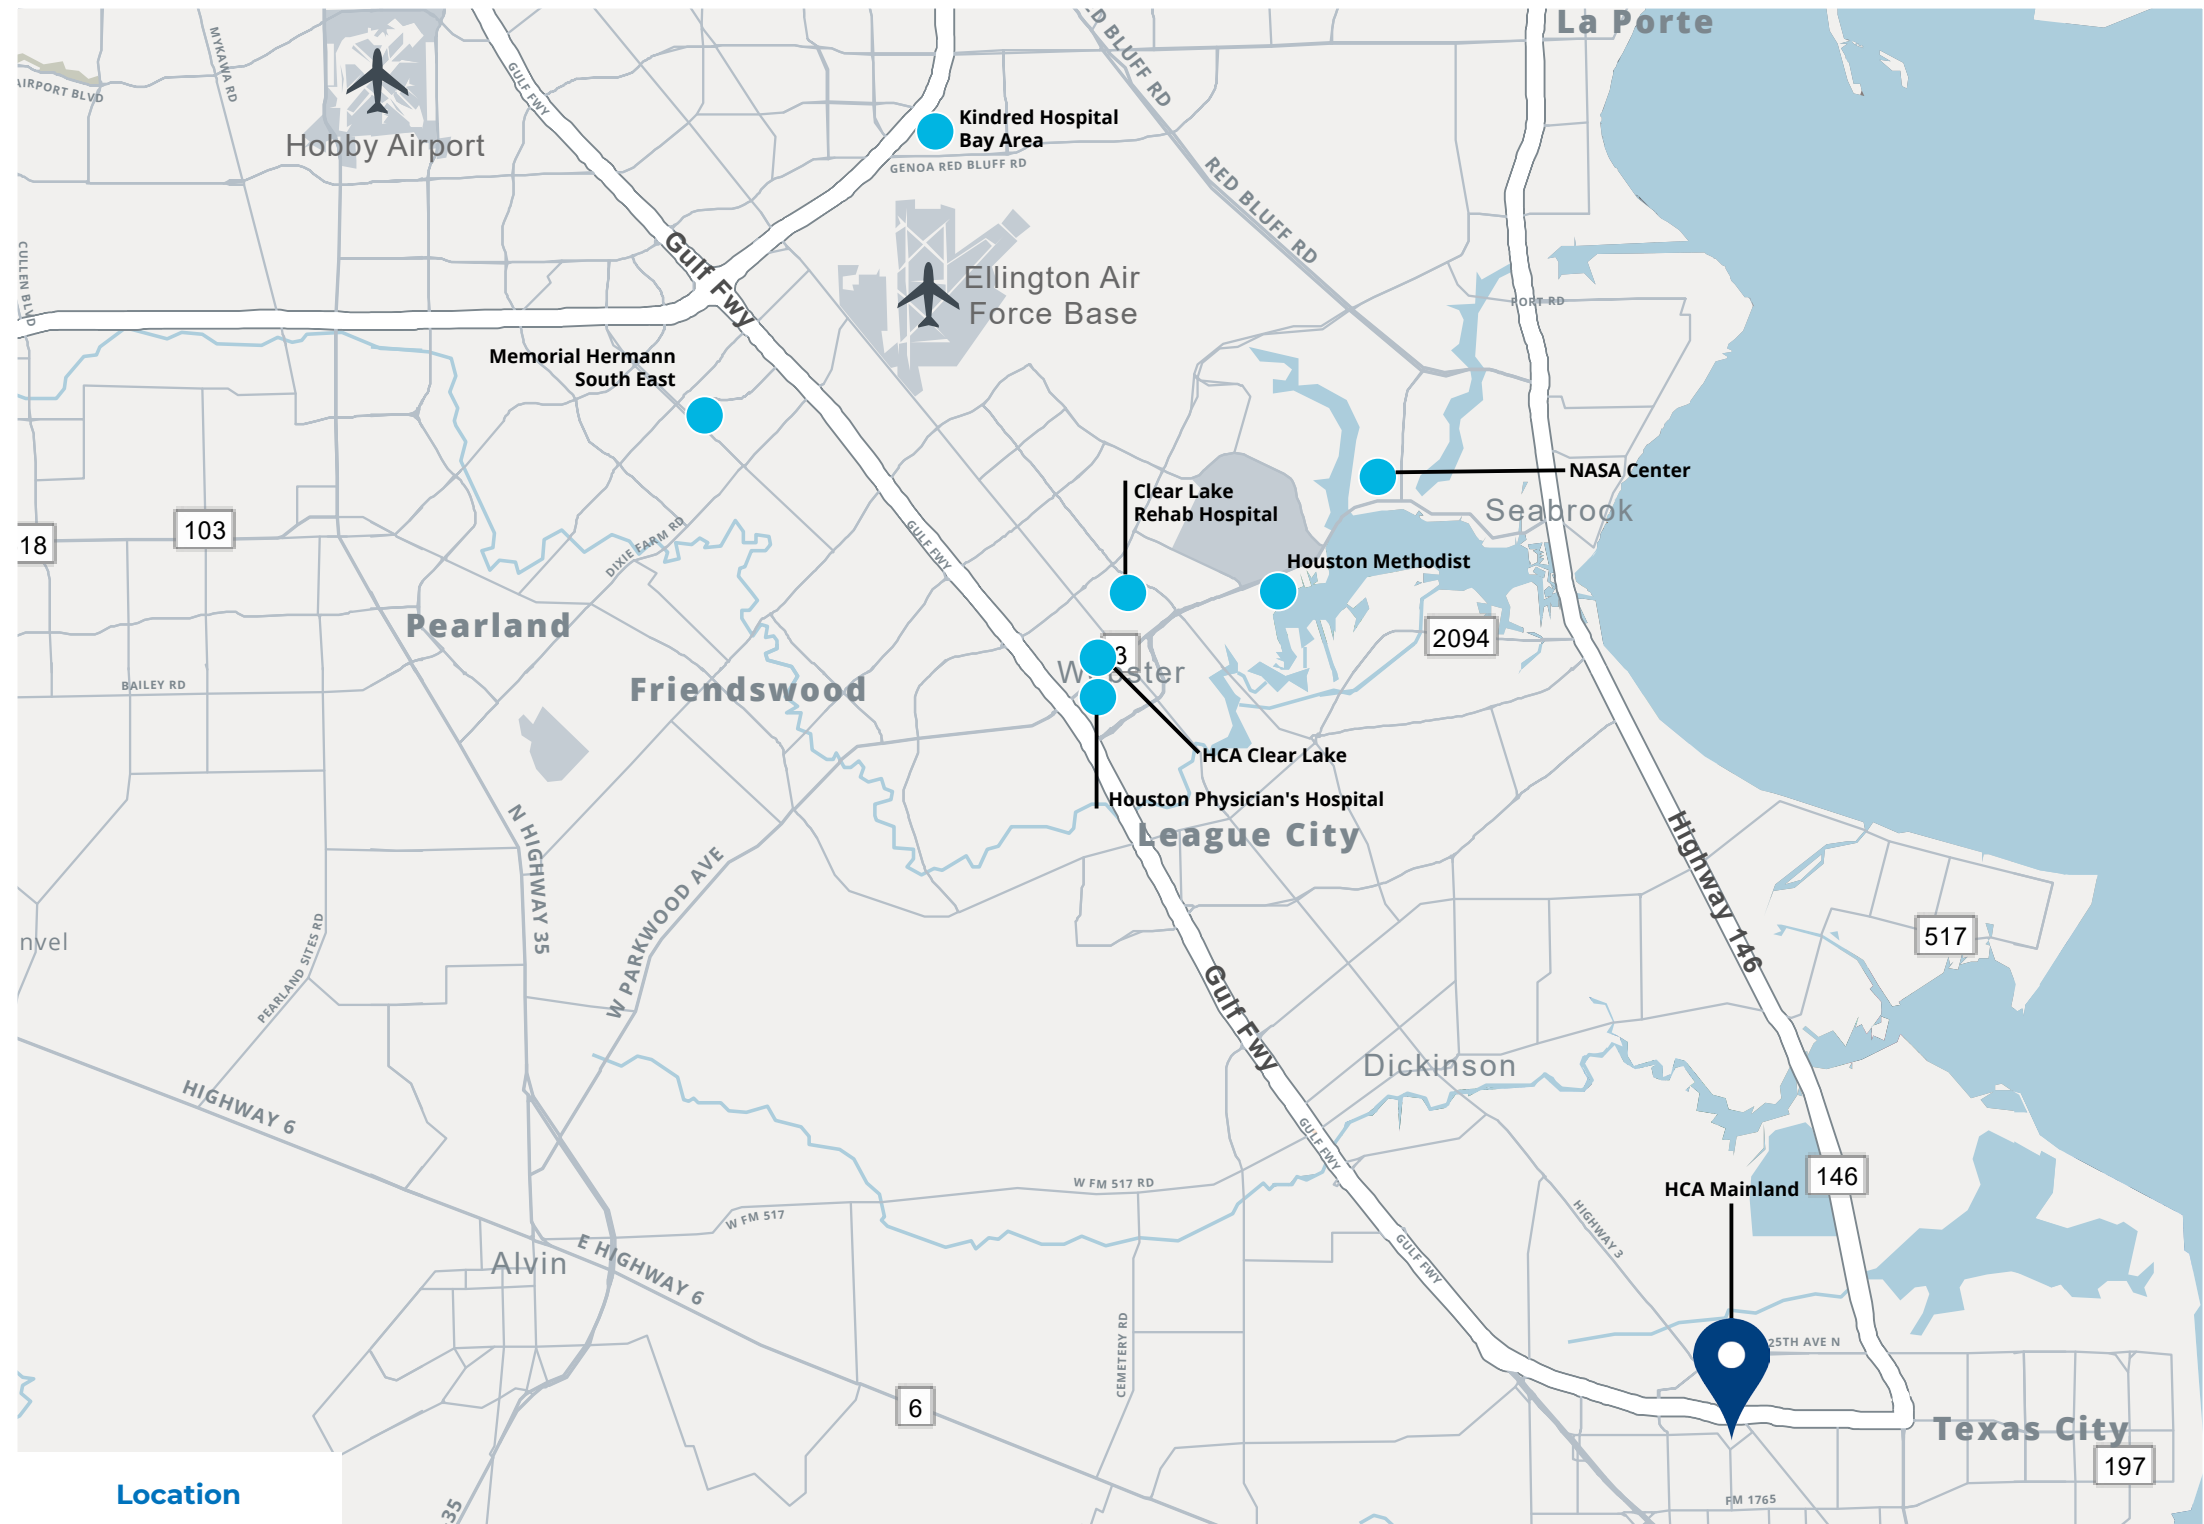 La Porte
RED BLUFF RD
MYKAWA RD
GULF FWY
AIRPORT BLVD
Kindred Hospital
Bay Area
Hobby Airport
GENOA RED BLUFF RD
RED BLUFF RD
CULLEN BLVD
Gulf Fwy
Ellington Air
Force Base
PORT RD
Memorial Hermann
South East
NASA Center
Clear Lake
Rehab Hospital
Seabrook
103
18
DIXIE FARM RD
GULF FWY
Houston Methodist
Pearland
2094
3
BAILEY RD
Friendswood
HCA Clear Lake
Houston Physician's Hospital
League City
N HIGHWAY 35
W PARKWOOD AVE
Highway 146
517
nvel
PEARLAND SITES RD
Gulf Fwy
Dickinson
HIGHWAY 6
GULF FWY
W FM 517 RD
146
HCA Mainland
W FM 517
HIGHWAY 3
Alvin
E HIGHWAY 6
GULF FWY
CEMETERY RD
25TH AVE N
6
Texas City
197
Location
35
FM 1765